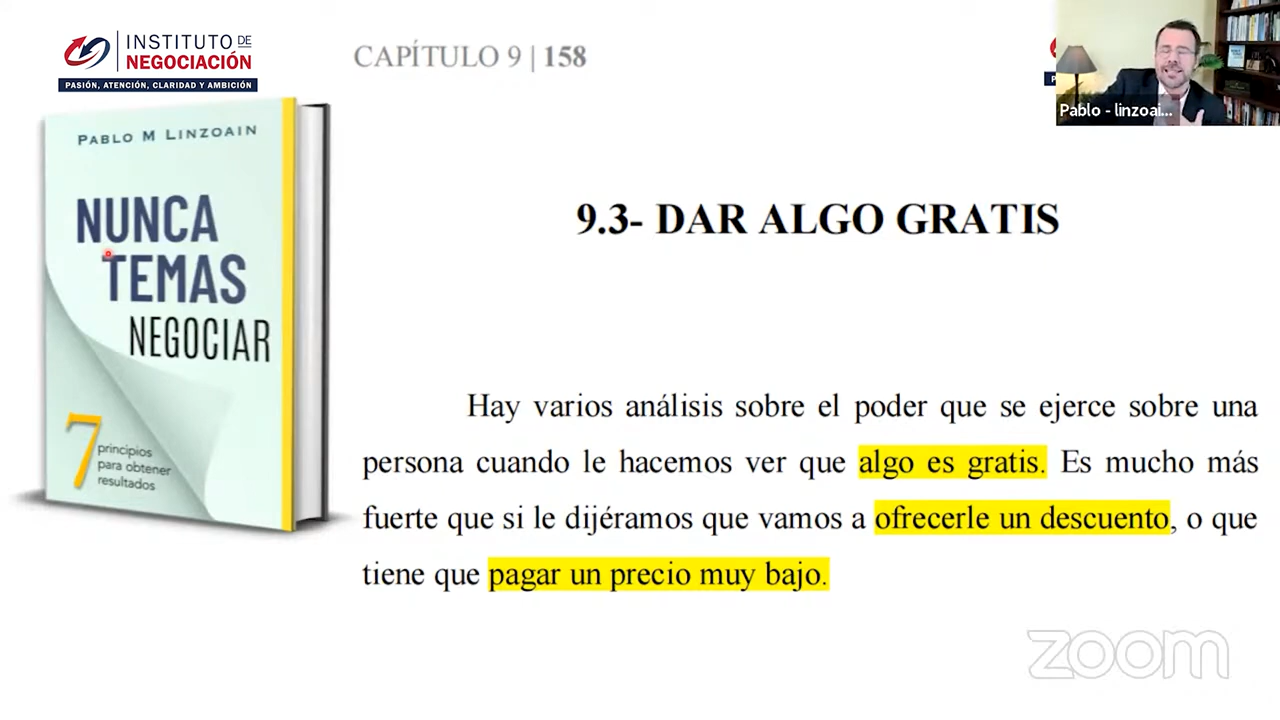 INSTITUTO DE
NEGOCIACIÓN
PASIÓN, ATENCIÓN, CLARIDAD Y AMBICIÓN
CAPÍTULO 9 | 158
Pablo - linzoai...
PABLO M LINZOAIN
NUNCA
TEMAS
NEGOCIAR
7
principios
para obtener
resultados
9.3- DAR ALGO GRATIS
Hay varios análisis sobre el poder que se ejerce sobre una
persona cuando le hacemos ver que algo es gratis. Es mucho más
fuerte que si le dijéramos que vamos a ofrecerle un descuento, o que
tiene que pagar un precio muy bajo.
zoom